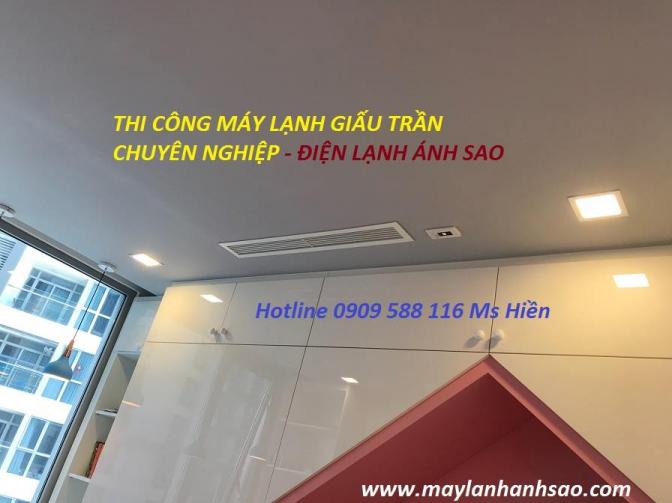 THI CÔNG MÁY LẠNH GIẤU TRẦN
CHUYÊN NGHIỆP - ĐIỆN LẠNH ÁNH SAO
Hotline 0909 588 116 Ms Hiền
www.maylanhanhsao.com